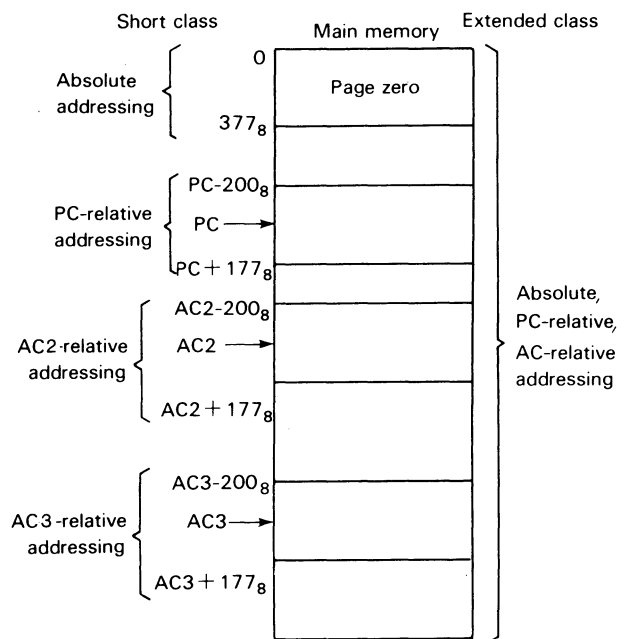 Short class
Main memory
Extended class
0
Absolute
addressing
Page zero
377₈
PC-200₈
PC-relative
addressing
PC
PC+177₈
AC2-200₈
AC2-relative
addressing
AC2
AC2+177₈
Absolute,
PC-relative,
AC-relative
addressing
AC3-200₈
AC3-relative
addressing
AC3
AC3+177₈